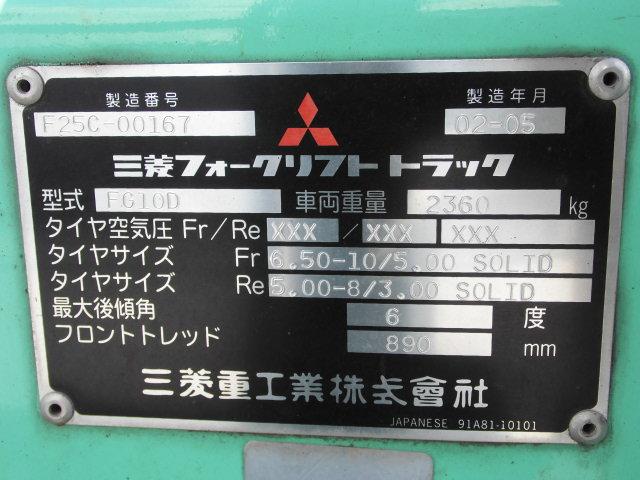 製造番号 製造年月
F25C-00167 02-05
三菱フォークリフト トラック
型式 FG10D 車両重量 2360 kg
タイヤ空気圧 Fr/Re XXX / XXX XXX
タイヤサイズ Fr 6.50-10/5.00 SOLID
タイヤサイズ Re 5.00-8/3.00 SOLID
最大後傾角 6 度
フロントトレッド 890 mm
三菱重工業株式會社
JAPANESE 91A81-10101